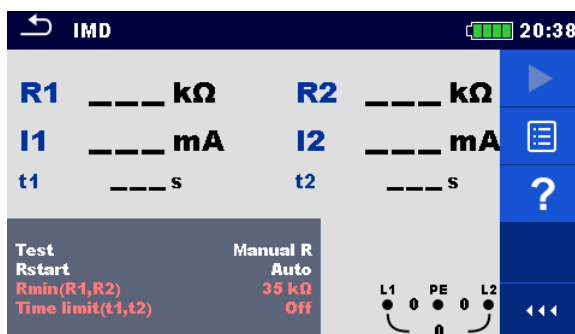 IMD 20:38
R1 ___ kΩ R2 ___ kΩ
I1 ___ mA I2 ___ mA
t1 ___ s t2 ___ s
?
Test Manual R
Rstart Auto
Rmin(R1,R2) 35 kΩ
Time limit(t1,t2) Off
L1 PE L2
0 0
0